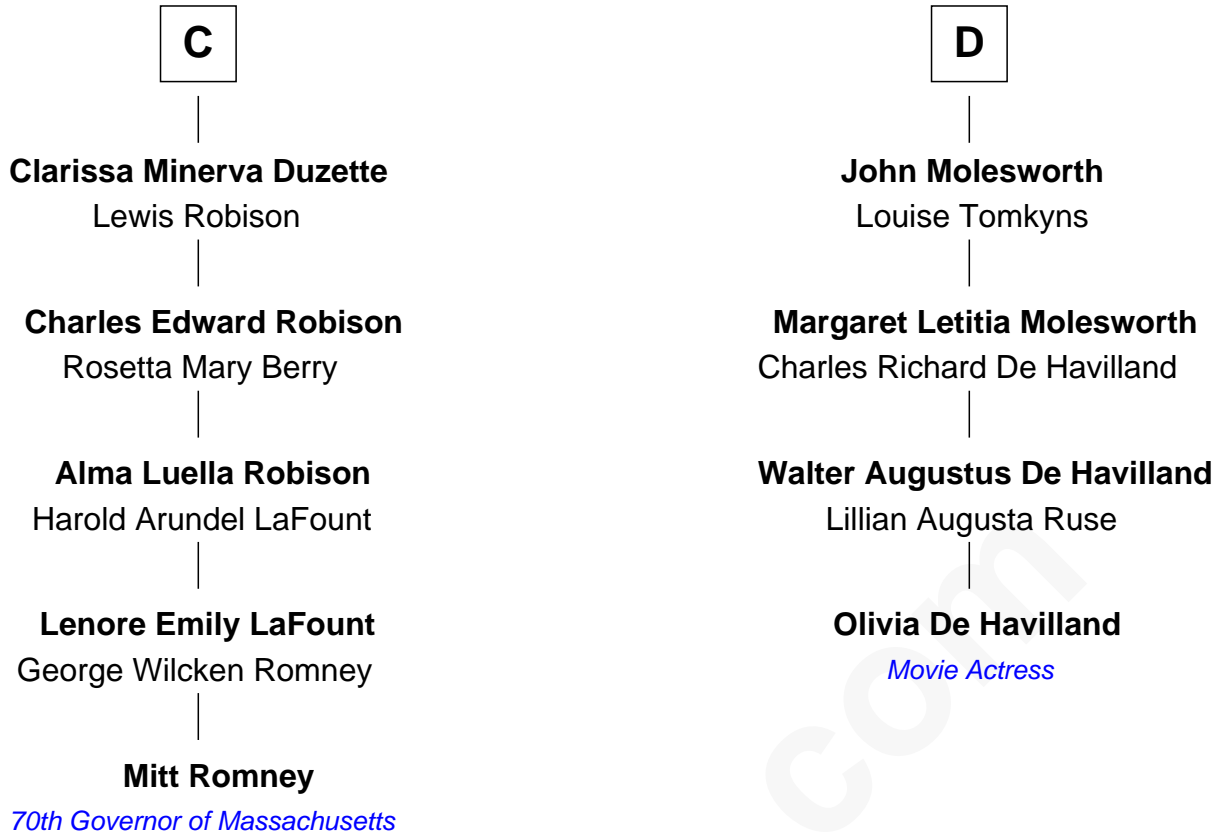 C
Clarissa Minerva Duzette
Lewis Robison
Charles Edward Robison
Rosetta Mary Berry
Alma Luella Robison
Harold Arundel LaFount
Lenore Emily LaFount
George Wilcken Romney
Mitt Romney
70th Governor of Massachusetts
D
John Molesworth
Louise Tomkyns
Margaret Letitia Molesworth
Charles Richard De Havilland
Walter Augustus De Havilland
Lillian Augusta Ruse
Olivia De Havilland
Movie Actress
com